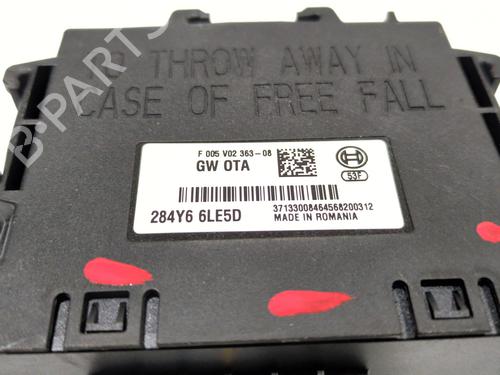 THROW AWAY IN
CASE OF FREE FALL
F 005 V02 363-08
GW OTA
53F
284Y6 6LE5D
37133008464568200312
MADE IN ROMANIA